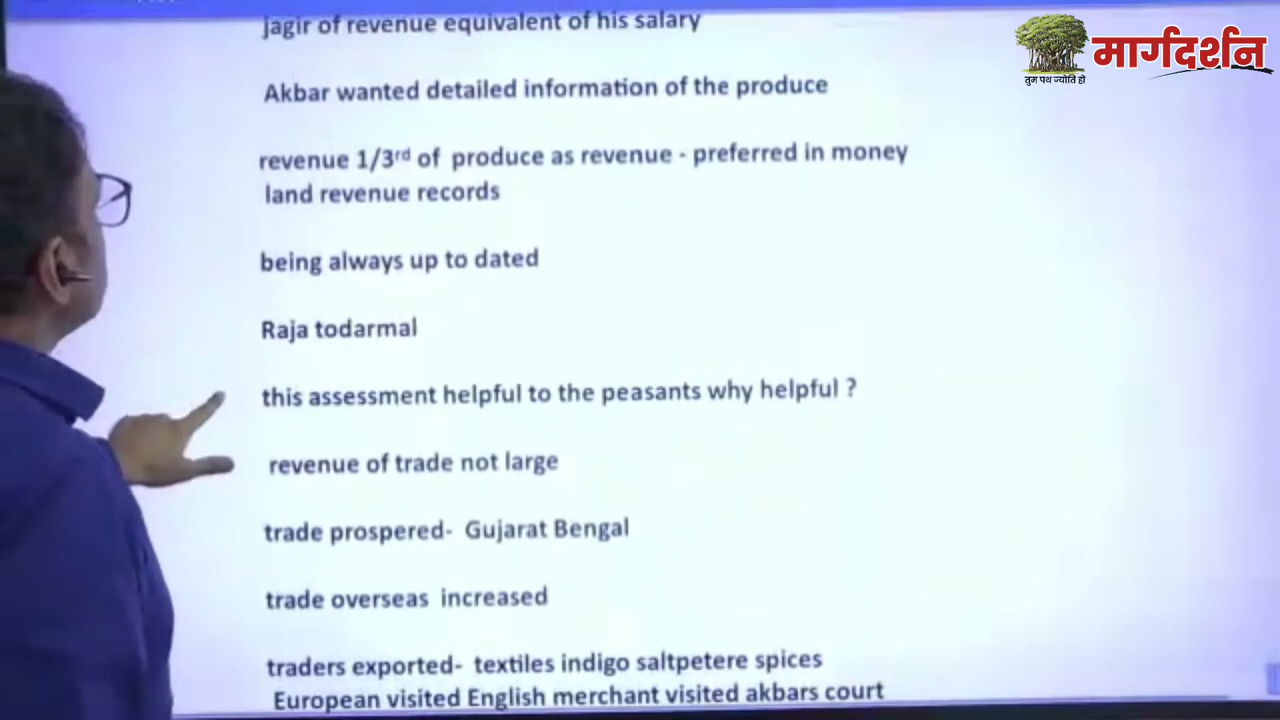 मार्गदर्शन
तुम पथ ज्योति हो
jagir of revenue equivalent of his salary
Akbar wanted detailed information of the produce
revenue 1/3rd of produce as revenue - preferred in money
land revenue records
being always up to dated
Raja todarmal
this assessment helpful to the peasants why helpful ?
revenue of trade not large
trade prospered- Gujarat Bengal
trade overseas increased
traders exported- textiles indigo saltpetere spices
European visited English merchant visited akbars court